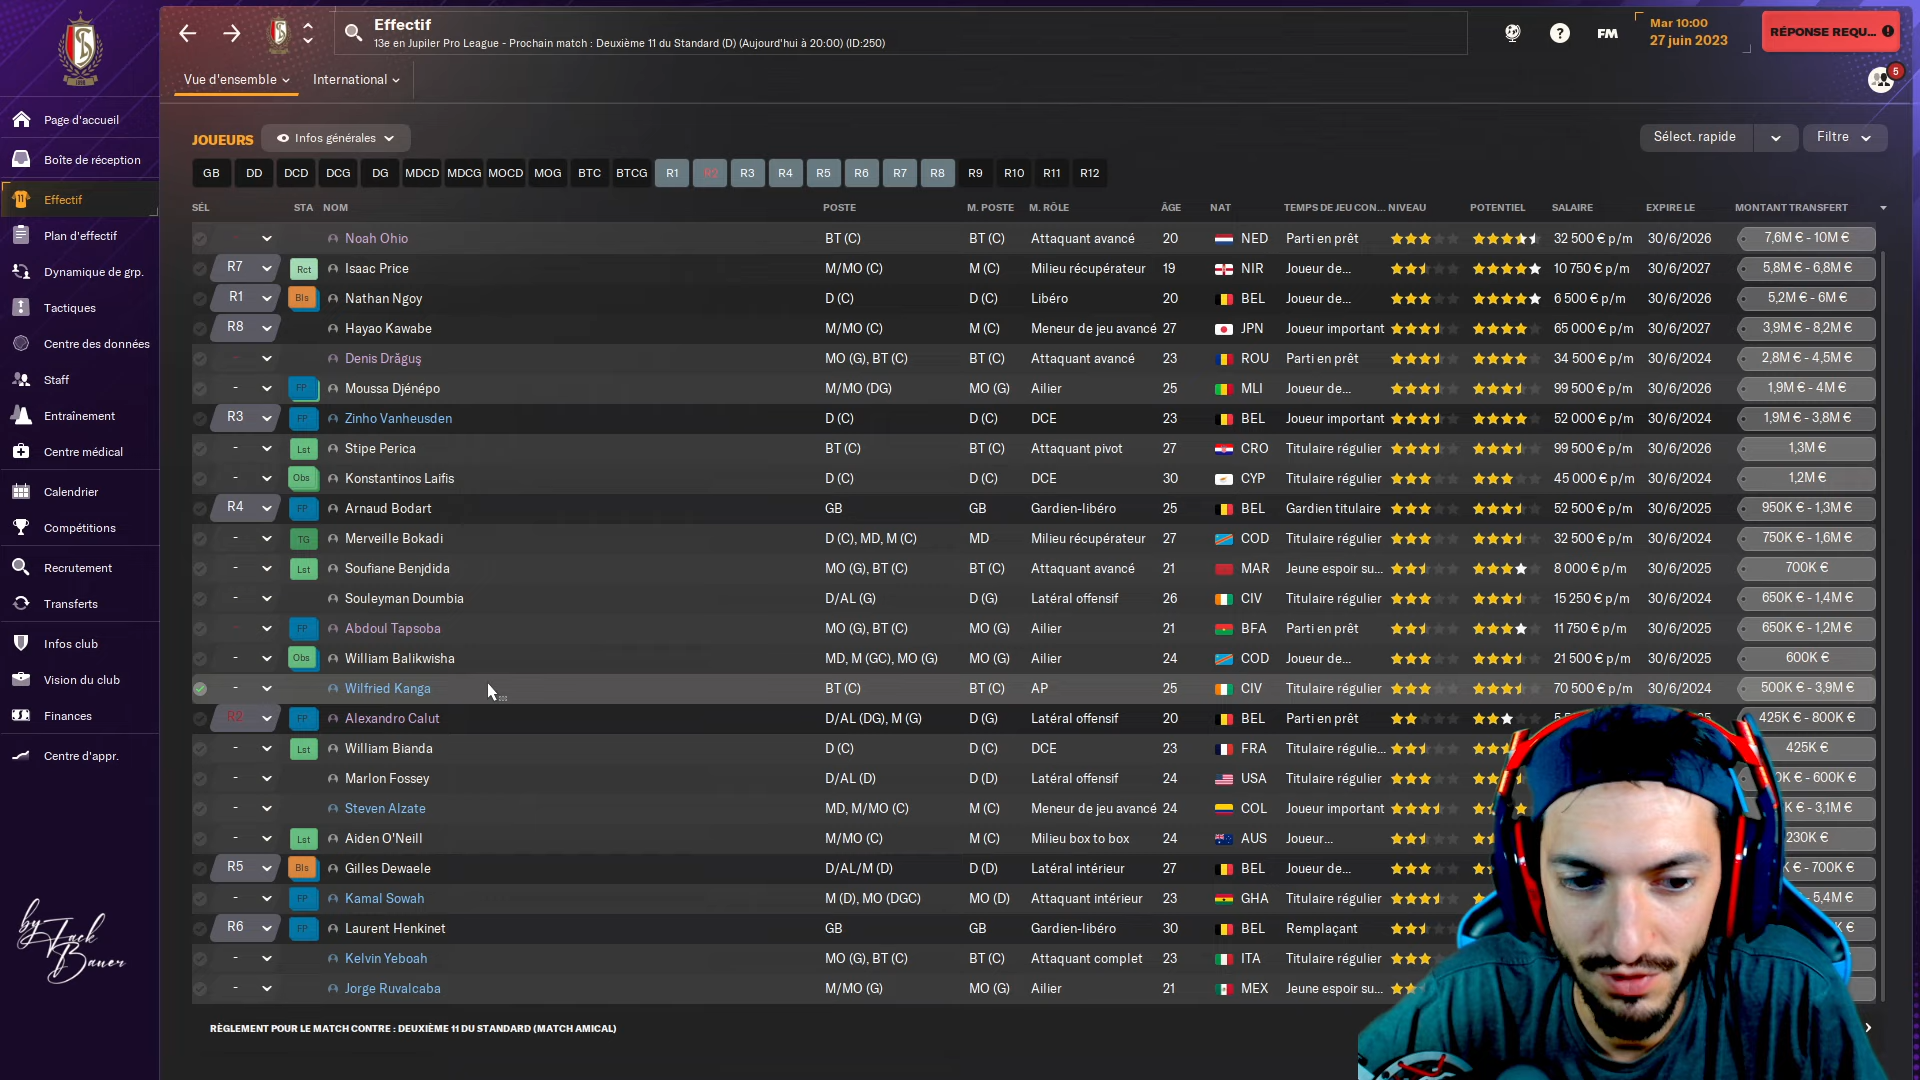 Effectif
13e en Jupiler Pro League - Prochain match : Deuxième 11 du Standard (D) (Aujourd'hui à 20:00) (ID:250)
FM
Mar 10:00
27 juin 2023
RÉPONSE REQU...
5
Vue d'ensemble
International
Page d'accueil
Boîte de réception
Effectif
Plan d'effectif
Dynamique de grp.
Tactiques
Centre des données
Staff
Entraînement
Centre médical
Calendrier
Compétitions
Recrutement
Transferts
Infos club
Vision du club
Finances
Centre d'appr.
by Jack Bauer
JOUEURS Infos générales Sélect. rapide Filtre
GB DD DCD DCG DG MDCD MDCG MOCD MOG BTC BTCG R1 R2 R3 R4 R5 R6 R7 R8 R9 R10 R11 R12
SÉL STA NOM POSTE M. POSTE M. RÔLE ÂGE NAT TEMPS DE JEU CON... NIVEAU POTENTIEL SALAIRE EXPIRE LE MONTANT TRANSFERT
Noah Ohio BT (C) BT (C) Attaquant avancé 20 NED Parti en prêt 32 500 € p/m 30/6/2026 7,6M € - 10M €
R7 Rct Isaac Price M/MO (C) M (C) Milieu récupérateur 19 NIR Joueur de... 10 750 € p/m 30/6/2027 5,8M € - 6,8M €
R1 Bls Nathan Ngoy D (C) D (C) Libéro 20 BEL Joueur de... 6 500 € p/m 30/6/2026 5,2M € - 6M €
R8 Hayao Kawabe M/MO (C) M (C) Meneur de jeu avancé 27 JPN Joueur important 65 000 € p/m 30/6/2027 3,9M € - 8,2M €
Denis Drăguş MO (G), BT (C) BT (C) Attaquant avancé 23 ROU Parti en prêt 34 500 € p/m 30/6/2024 2,8M € - 4,5M €
- FP Moussa Djénépo M/MO (DG) MO (G) Ailier 25 MLI Joueur de... 99 500 € p/m 30/6/2026 1,9M € - 4M €
R3 FP Zinho Vanheusden D (C) D (C) DCE 23 BEL Joueur important 52 000 € p/m 30/6/2024 1,9M € - 3,8M €
- Lst Stipe Perica BT (C) BT (C) Attaquant pivot 27 CRO Titulaire régulier 99 500 € p/m 30/6/2026 1,3M €
- Obs Konstantinos Laifis D (C) D (C) DCE 30 CYP Titulaire régulier 45 000 € p/m 30/6/2024 1,2M €
R4 FP Arnaud Bodart GB GB Gardien-libéro 25 BEL Gardien titulaire 52 500 € p/m 30/6/2025 950K € - 1,3M €
- TG Merveille Bokadi D (C), MD, M (C) MD Milieu récupérateur 27 COD Titulaire régulier 32 500 € p/m 30/6/2024 750K € - 1,6M €
- Lst Soufiane Benjdida MO (G), BT (C) BT (C) Attaquant avancé 21 MAR Jeune espoir su... 8 000 € p/m 30/6/2025 700K €
- Souleyman Doumbia D/AL (G) D (G) Latéral offensif 26 CIV Titulaire régulier 15 250 € p/m 30/6/2024 650K € - 1,4M €
FP Abdoul Tapsoba MO (G), BT (C) MO (G) Ailier 21 BFA Parti en prêt 11 750 € p/m 30/6/2025 650K € - 1,2M €
- Obs William Balikwisha MD, M (GC), MO (G) MO (G) Ailier 24 COD Joueur de... 21 500 € p/m 30/6/2025 600K €
- Wilfried Kanga BT (C) BT (C) AP 25 CIV Titulaire régulier 70 500 € p/m 30/6/2024 500K € - 3,9M €
R2 FP Alexandro Calut D/AL (DG), M (G) D (G) Latéral offensif 20 BEL Parti en prêt 425K € - 800K €
- Lst William Bianda D (C) D (C) DCE 23 FRA Titulaire régulie... 425K €
- Marlon Fossey D/AL (D) D (D) Latéral offensif 24 USA Titulaire régulier 0K € - 600K €
- Steven Alzate MD, M/MO (C) M (C) Meneur de jeu avancé 24 COL Joueur important K € - 3,1M €
- Lst Aiden O'Neill M/MO (C) M (C) Milieu box to box 24 AUS Joueur... 230K €
R5 Bls Gilles Dewaele D/AL/M (D) D (D) Latéral intérieur 27 BEL Joueur de... K € - 700K €
- FP Kamal Sowah M (D), MO (DGC) MO (D) Attaquant intérieur 23 GHA Titulaire régulier - 5,4M €
R6 FP Laurent Henkinet GB GB Gardien-libéro 30 BEL Remplaçant K €
- Kelvin Yeboah MO (G), BT (C) BT (C) Attaquant complet 23 ITA Titulaire régulier
- Jorge Ruvalcaba M/MO (G) MO (G) Ailier 21 MEX Jeune espoir su...
RÈGLEMENT POUR LE MATCH CONTRE : DEUXIÈME 11 DU STANDARD (MATCH AMICAL)